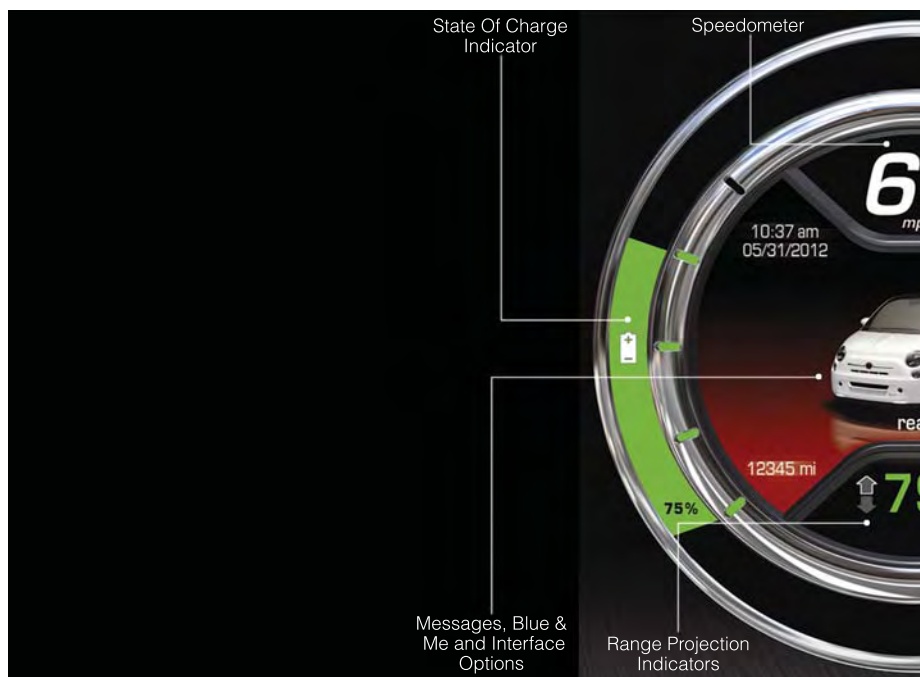 State Of Charge
Indicator
Speedometer
10:37 am
05/31/2012
75%
12345 mi
Messages, Blue &
Me and Interface
Options
Range Projection
Indicators